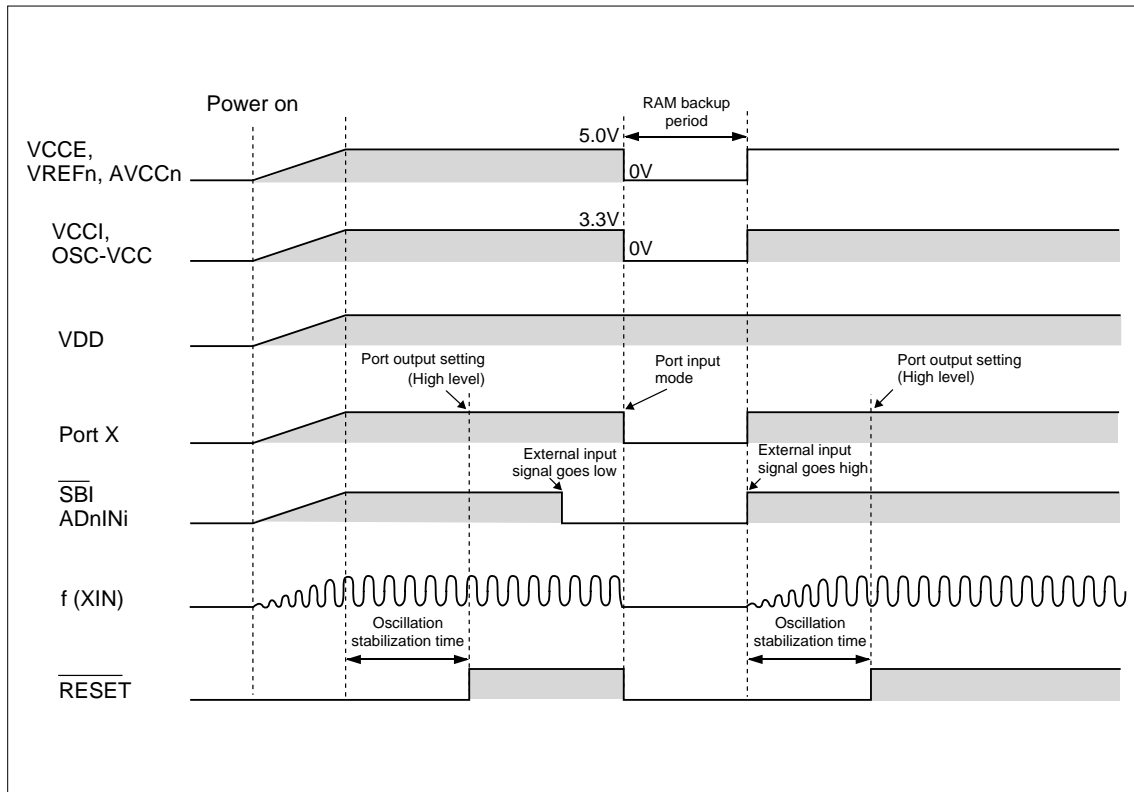 Power on
RAM backup
period
VCCE,
VREFn, AVCCn
5.0V
0V
VCCI,
OSC-VCC
3.3V
0V
VDD
Port output setting
(High level)
Port input
mode
Port output setting
(High level)
Port X
External input
signal goes low
External input
signal goes high
SBI
ADnINi
f (XIN)
Oscillation
stabilization time
Oscillation
stabilization time
RESET